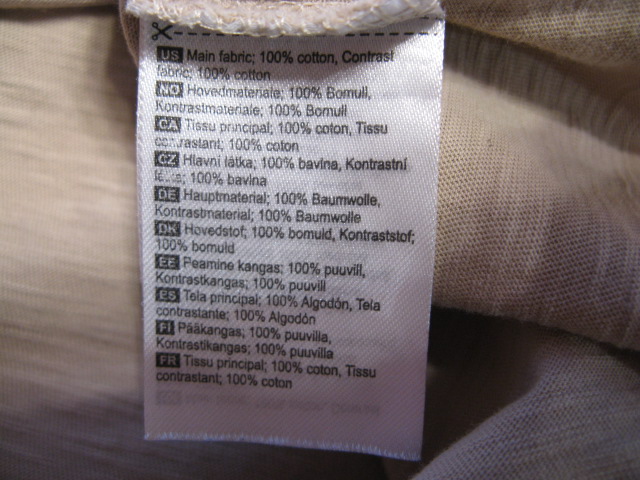 US Main fabric; 100% cotton, Contrast
fabric; 100% cotton
NO Hovedmateriale; 100% Bomull,
Kontrastmateriale; 100% Bomull
CA Tissu principal; 100% coton, Tissu
contrastant; 100% coton
CZ Hlavní látka; 100% bavlna, Kontrastní
látka; 100% bavlna
DE Hauptmaterial; 100% Baumwolle,
Kontrastmaterial; 100% Baumwolle
DK Hovedstof; 100% bomuld, Kontraststof;
100% bomuld
EE Peamine kangas; 100% puuvill,
Kontrastkangas; 100% puuvill
ES Tela principal; 100% Algodón, Tela
contrastante; 100% Algodón
FI Pääkangas; 100% puuvilla,
Kontrastikangas; 100% puuvilla
FR Tissu principal; 100% coton, Tissu
contrastant; 100% coton